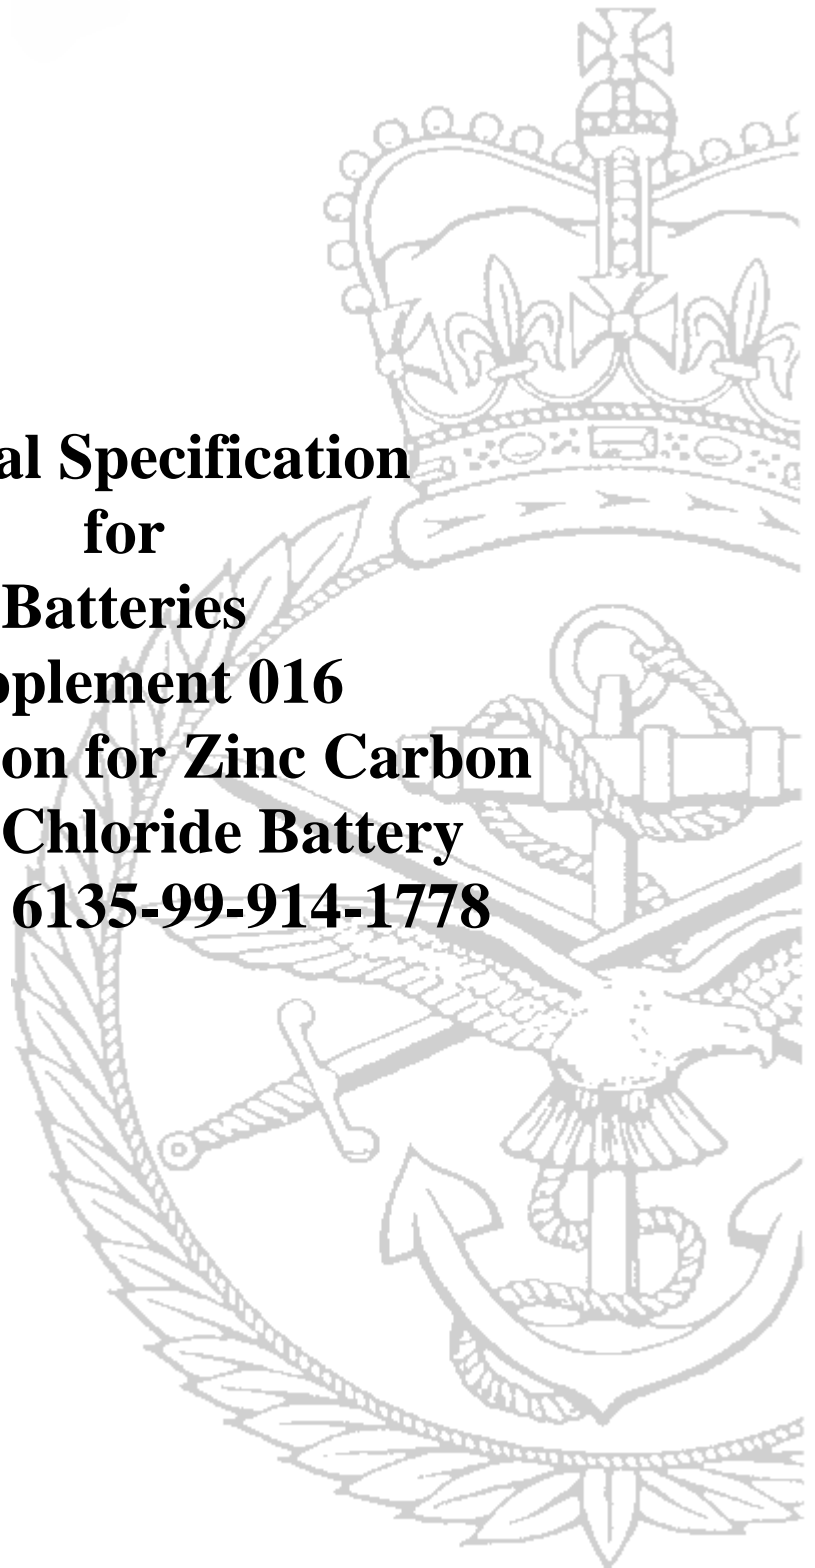 al Specification
for
Batteries
pplement 016
on for Zinc Carbon
Chloride Battery
6135-99-914-1778